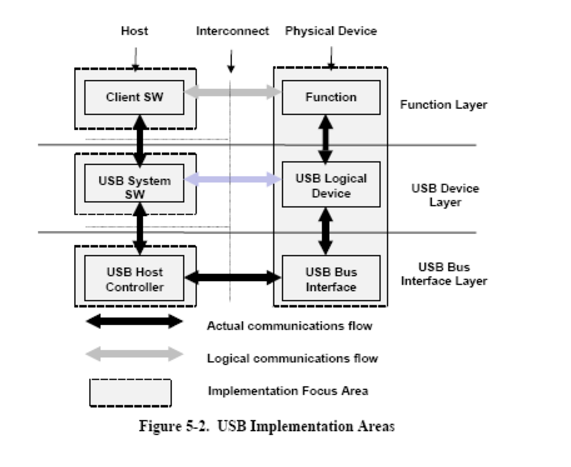 Host Interconnect Physical Device
Client SW Function Function Layer
USB System
SW
USB Logical
Device
USB Device
Layer
USB Host
Controller
USB Bus
Interface
USB Bus
Interface Layer
Actual communications flow
Logical communications flow
Implementation Focus Area
Figure 5-2. USB Implementation Areas